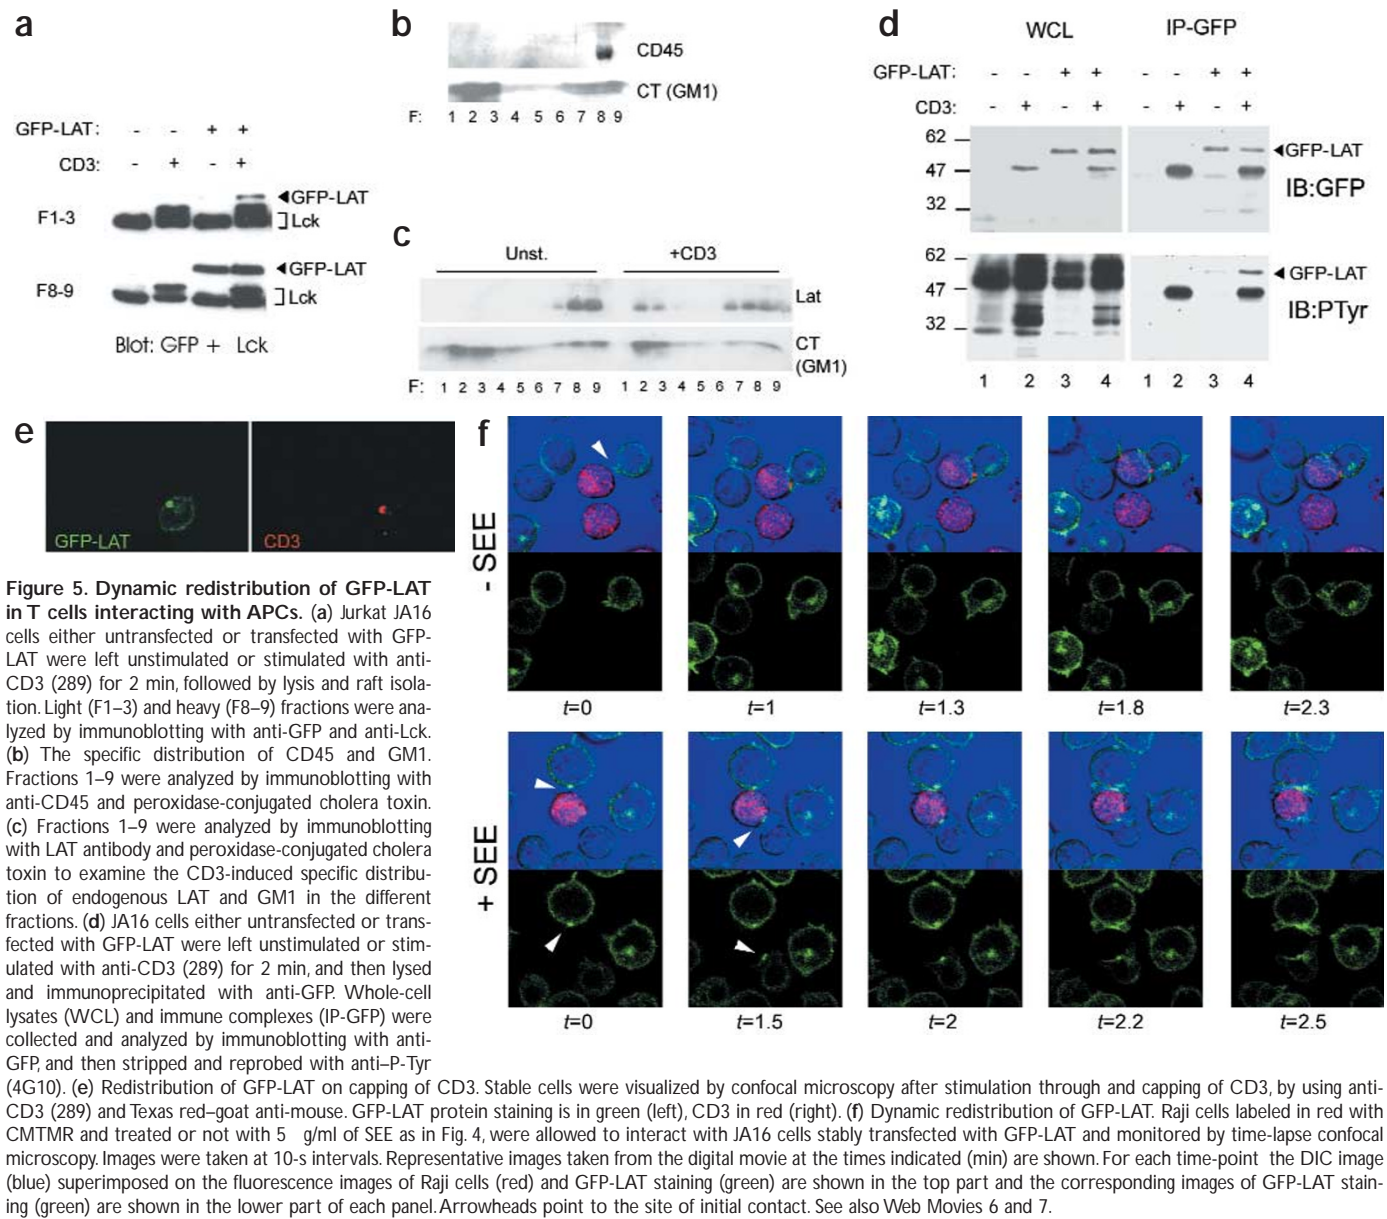 a
GFP-LAT: - - + +
CD3: - + - +
F1-3
GFP-LAT
Lck
F8-9
GFP-LAT
Lck
Blot: GFP + Lck
b
CD45
CT (GM1)
F: 1 2 3 4 5 6 7 8 9
c
Unst. +CD3
Lat
CT
(GM1)
F: 1 2 3 4 5 6 7 8 9 1 2 3 4 5 6 7 8 9
d
WCL IP-GFP
GFP-LAT: - - + + - - + +
CD3: - + - + - + - +
62
47
32
GFP-LAT
IB:GFP
62
47
32
GFP-LAT
IB:PTyr
1 2 3 4 1 2 3 4
e
GFP-LAT CD3
f
- SEE
t=0 t=1 t=1.3 t=1.8 t=2.3
+ SEE
t=0 t=1.5 t=2 t=2.2 t=2.5
Figure 5. Dynamic redistribution of GFP-LAT
in T cells interacting with APCs. (a) Jurkat JA16
cells either untransfected or transfected with GFP-
LAT were left unstimulated or stimulated with anti-
CD3 (289) for 2 min, followed by lysis and raft isola-
tion. Light (F1–3) and heavy (F8–9) fractions were ana-
lyzed by immunoblotting with anti-GFP and anti-Lck.
(b) The specific distribution of CD45 and GM1.
Fractions 1–9 were analyzed by immunoblotting with
anti-CD45 and peroxidase-conjugated cholera toxin.
(c) Fractions 1–9 were analyzed by immunoblotting
with LAT antibody and peroxidase-conjugated cholera
toxin to examine the CD3-induced specific distribu-
tion of endogenous LAT and GM1 in the different
fractions. (d) JA16 cells either untransfected or trans-
fected with GFP-LAT were left unstimulated or stim-
ulated with anti-CD3 (289) for 2 min, and then lysed
and immunoprecipitated with anti-GFP. Whole-cell
lysates (WCL) and immune complexes (IP-GFP) were
collected and analyzed by immunoblotting with anti-
GFP, and then stripped and reprobed with anti–P-Tyr
(4G10). (e) Redistribution of GFP-LAT on capping of CD3. Stable cells were visualized by confocal microscopy after stimulation through and capping of CD3, by using anti-
CD3 (289) and Texas red–goat anti-mouse. GFP-LAT protein staining is in green (left), CD3 in red (right). (f) Dynamic redistribution of GFP-LAT. Raji cells labeled in red with
CMTMR and treated or not with 5 g/ml of SEE as in Fig. 4, were allowed to interact with JA16 cells stably transfected with GFP-LAT and monitored by time-lapse confocal
microscopy. Images were taken at 10-s intervals. Representative images taken from the digital movie at the times indicated (min) are shown. For each time-point the DIC image
(blue) superimposed on the fluorescence images of Raji cells (red) and GFP-LAT staining (green) are shown in the top part and the corresponding images of GFP-LAT stain-
ing (green) are shown in the lower part of each panel. Arrowheads point to the site of initial contact. See also Web Movies 6 and 7.